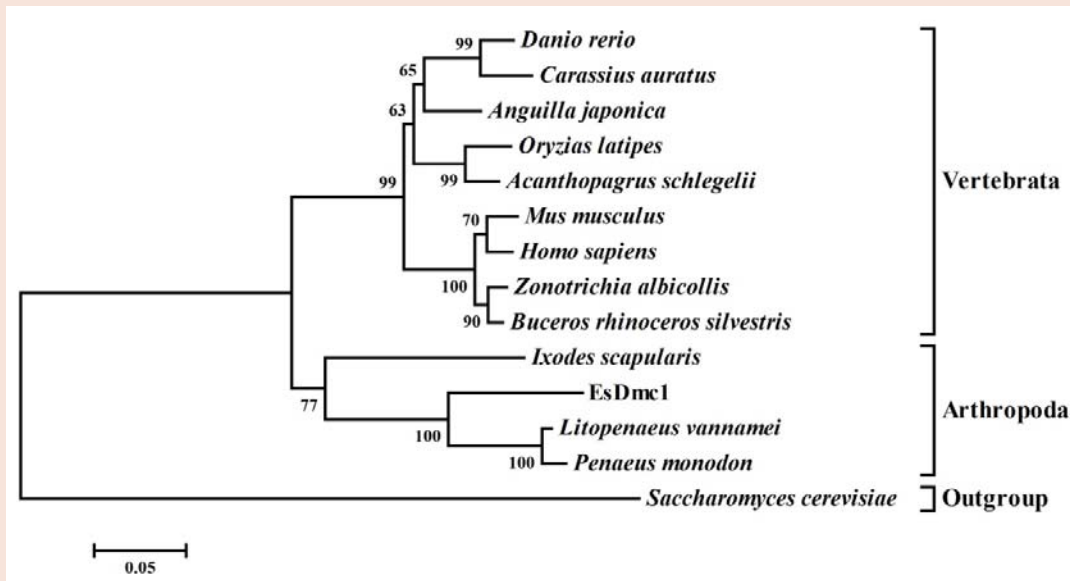 99
Danio rerio
Carassius auratus
65
Anguilla japonica
63
Oryzias latipes
99
Acanthopagrus schlegelii
99
Vertebrata
Mus musculus
70
Homo sapiens
100
Zonotrichia albicollis
90
Buceros rhinoceros silvestris
Ixodes scapularis
77
EsDmc1
Arthropoda
100
Litopenaeus vannamei
100
Penaeus monodon
Saccharomyces cerevisiae
Outgroup
0.05